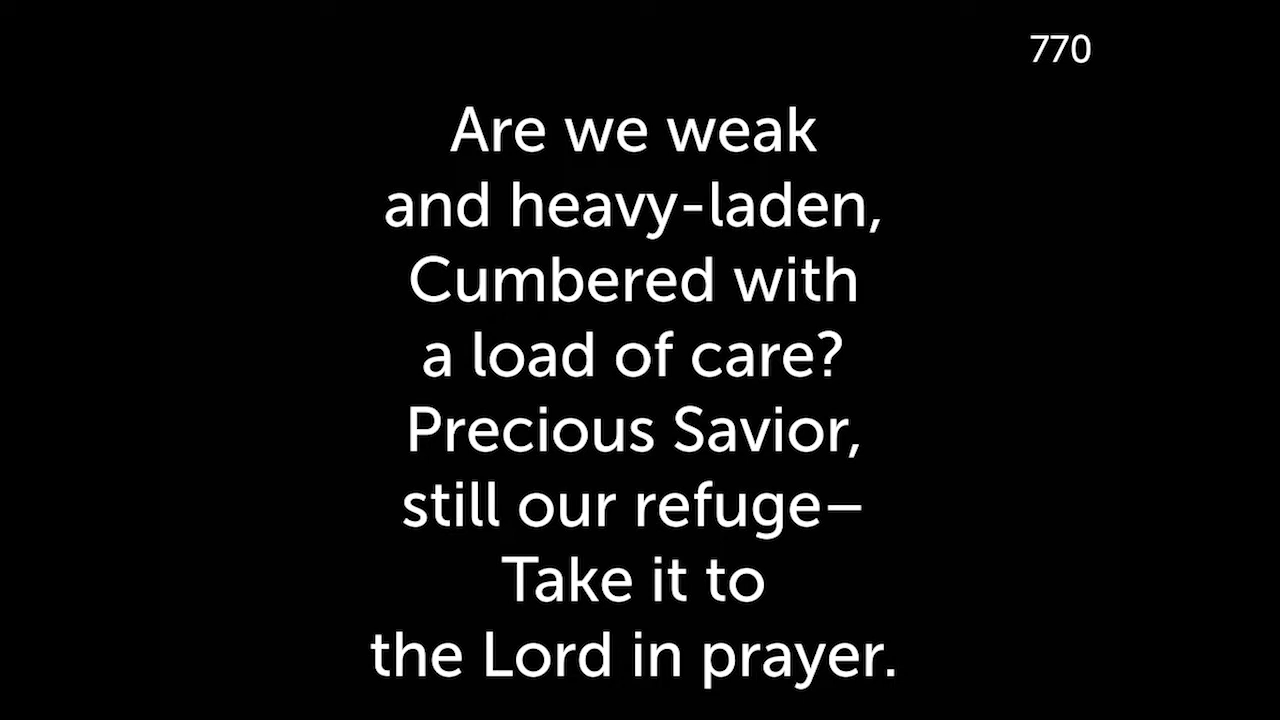 770
Are we weak
and heavy-laden,
Cumbered with
a load of care?
Precious Savior,
still our refuge–
Take it to
the Lord in prayer.